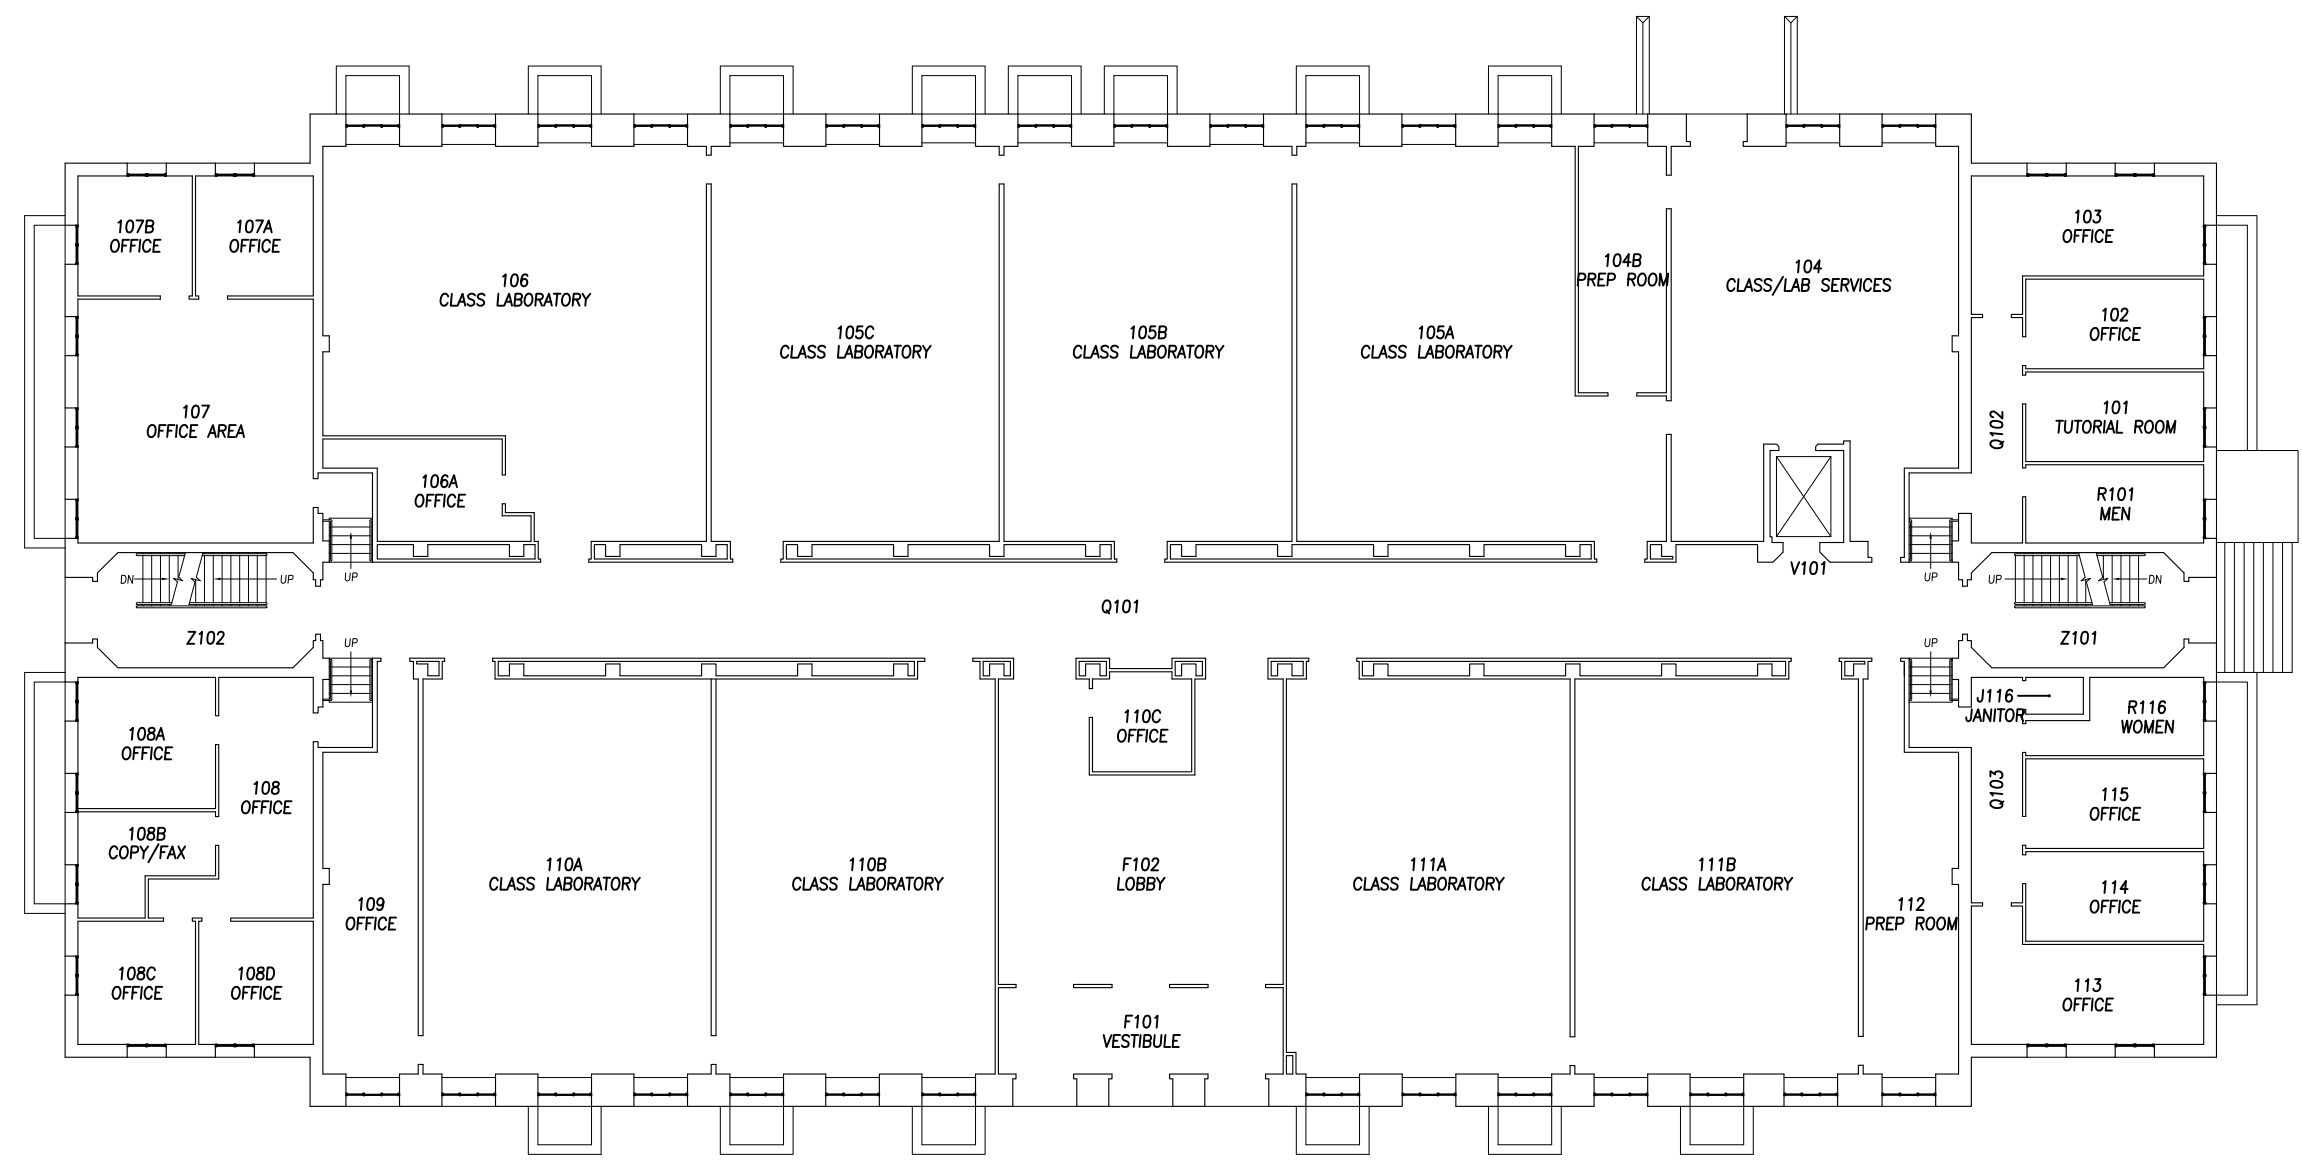 107B
OFFICE
107A
OFFICE
103
OFFICE
106
CLASS LABORATORY
104B
PREP ROOM
104
CLASS/LAB SERVICES
105C
CLASS LABORATORY
105B
CLASS LABORATORY
105A
CLASS LABORATORY
102
OFFICE
107
OFFICE AREA
101
TUTORIAL ROOM
Q102
106A
OFFICE
R101
MEN
DN
UP
UP
V101
UP
UP
DN
Q101
Z102
UP
UP
Z101
J116
JANITOR
R116
WOMEN
108A
OFFICE
110C
OFFICE
108
OFFICE
Q103
115
OFFICE
108B
COPY/FAX
110A
CLASS LABORATORY
110B
CLASS LABORATORY
F102
LOBBY
111A
CLASS LABORATORY
111B
CLASS LABORATORY
114
OFFICE
109
OFFICE
112
PREP ROOM
108C
OFFICE
108D
OFFICE
113
OFFICE
F101
VESTIBULE